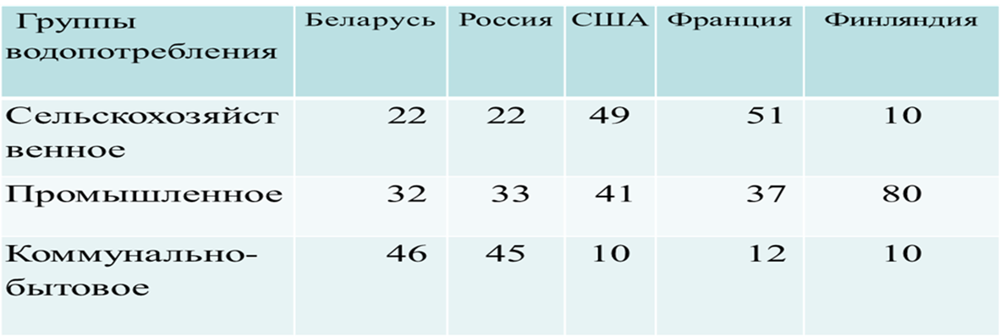 Группы Беларусь Россия США Франция Финляндия
водопотребления
Сельскохозяйст 22 22 49 51 10
венное
Промышленное 32 33 41 37 80
Коммунально- 46 45 10 12 10
бытовое